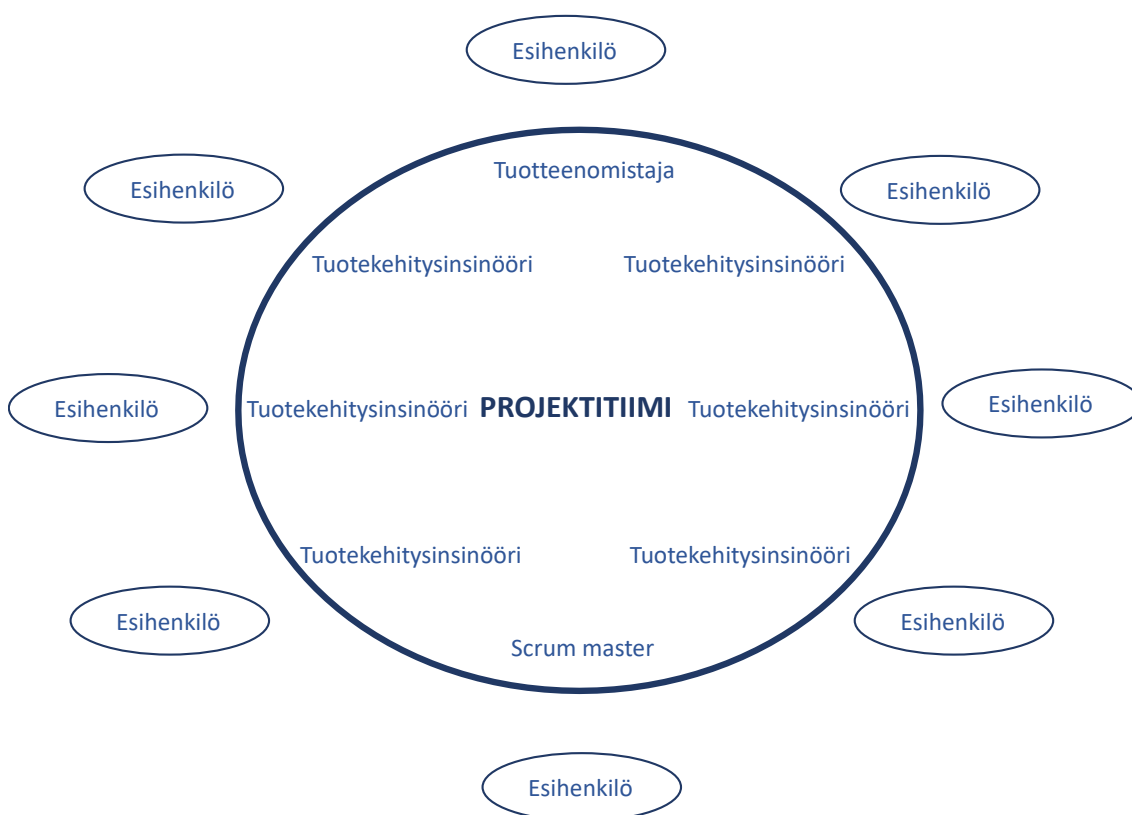 Esihenkilö
Tuotteenomistaja
Esihenkilö
Esihenkilö
Tuotekehitysinsinööri
Tuotekehitysinsinööri
Esihenkilö
Tuotekehitysinsinööri
PROJEKTITIIMI
Tuotekehitysinsinööri
Esihenkilö
Tuotekehitysinsinööri
Tuotekehitysinsinööri
Esihenkilö
Esihenkilö
Scrum master
Esihenkilö